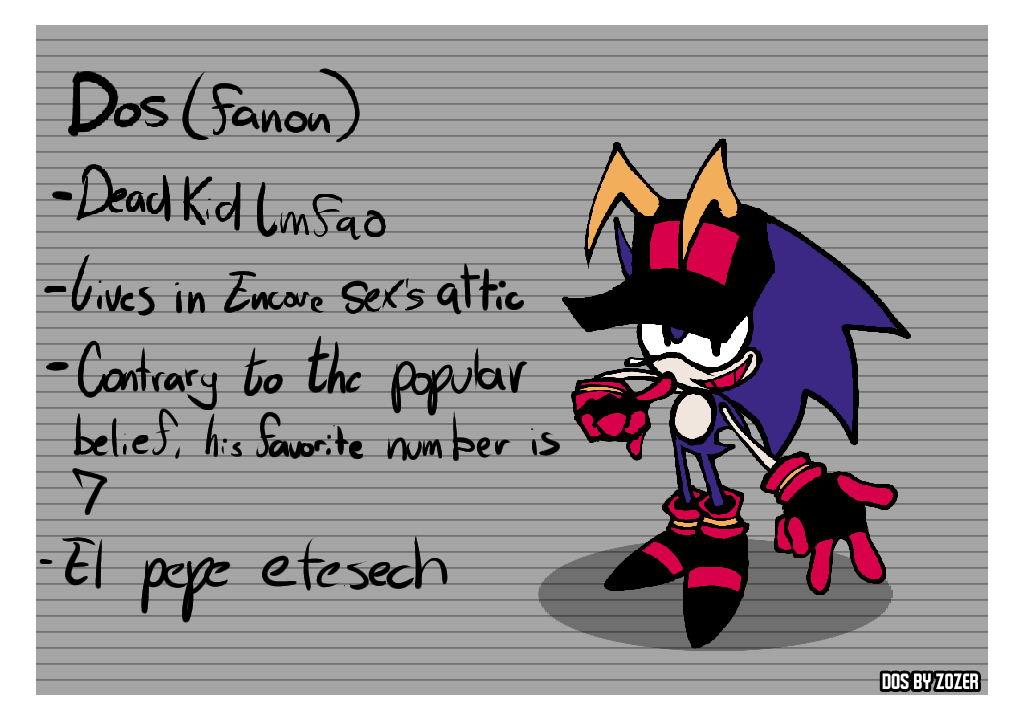 Dos (fanon)
- Dead Kid lmfao
- Lives in Encore sex's attic
- Contrary to the popular
belief, his favorite number is
7
- El pepe etesech
DOS BY ZOZER